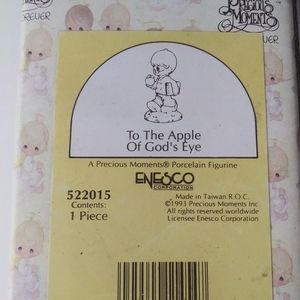 FOREVER
PRECIOUS
MOMENTS
To The Apple
Of God's Eye
A Precious Moments® Porcelain Figurine
ENESCO
CORPORATION
522015
Contents:
1 Piece
Made in Taiwan R.O.C.
©1993 Precious Moments Inc
All rights reserved worldwide
Licensee Enesco Corporation